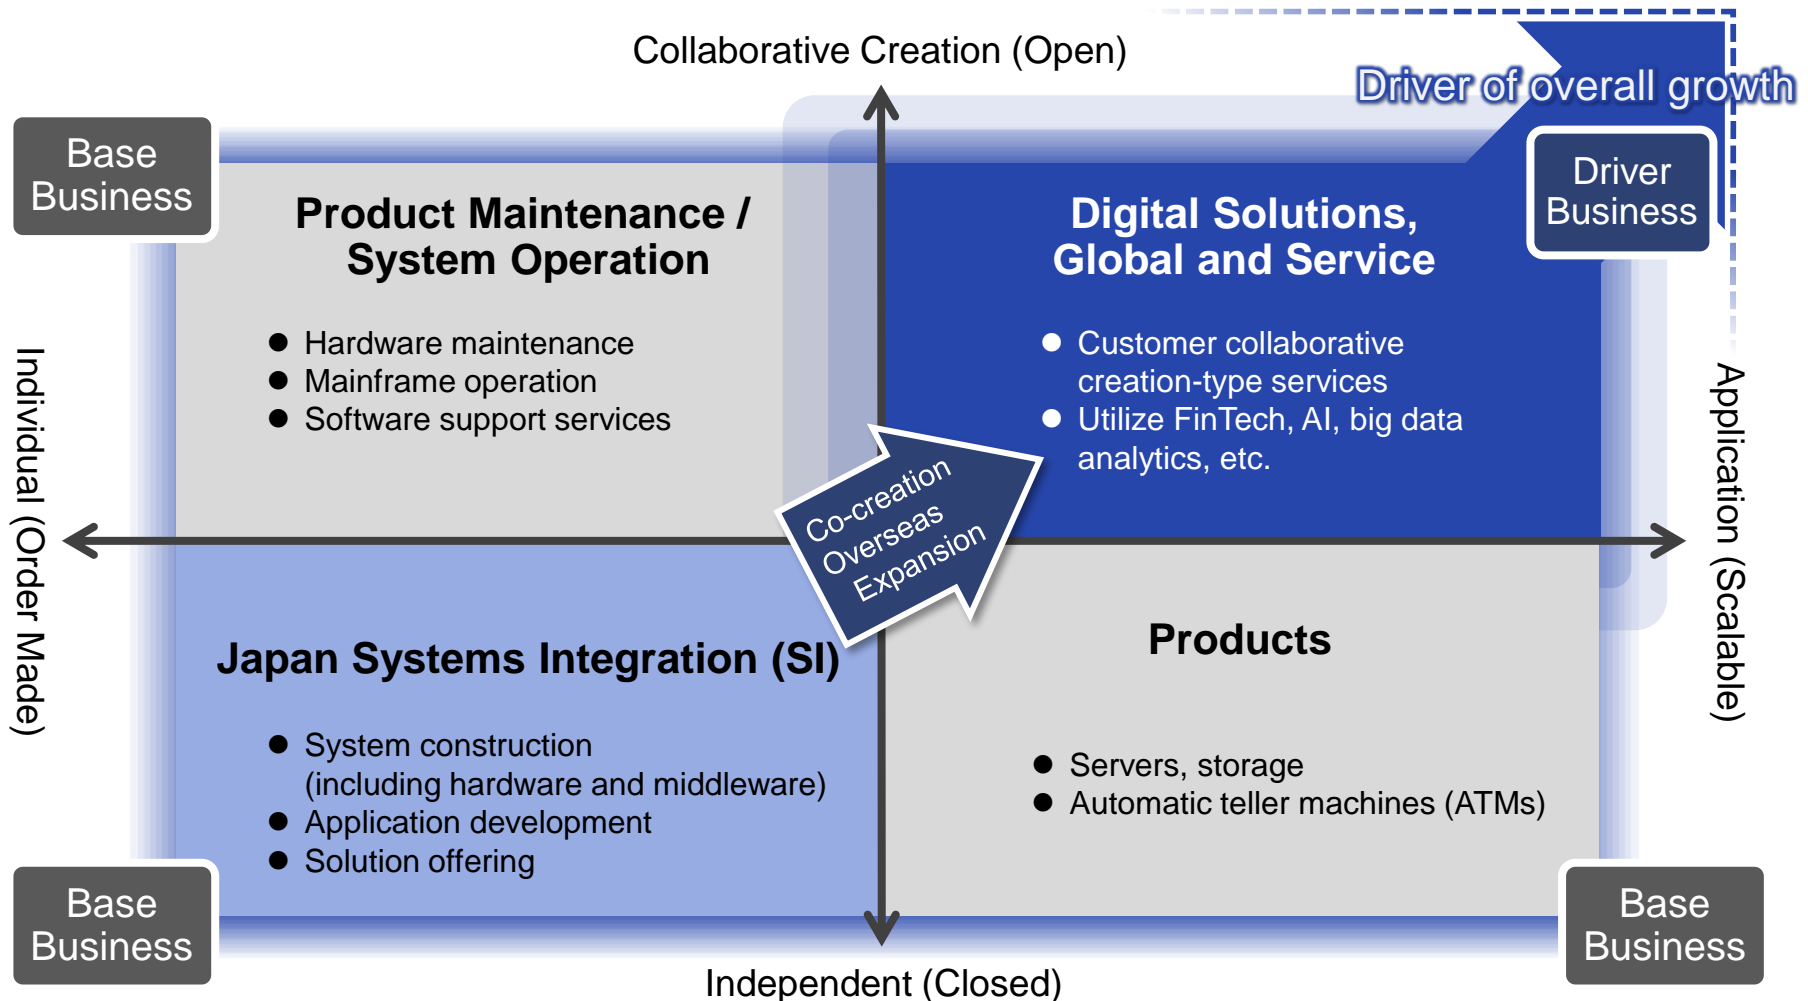 Collaborative Creation (Open)
Driver of overall growth
Base
Business
Driver
Business
Product Maintenance /
System Operation
● Hardware maintenance
● Mainframe operation
● Software support services
Digital Solutions,
Global and Service
● Customer collaborative
creation-type services
● Utilize FinTech, AI, big data
analytics, etc.
Individual (Order Made)
Application (Scalable)
Co-creation
Overseas
Expansion
Japan Systems Integration (SI)
● System construction
(including hardware and middleware)
● Application development
● Solution offering
Products
● Servers, storage
● Automatic teller machines (ATMs)
Base
Business
Base
Business
Independent (Closed)